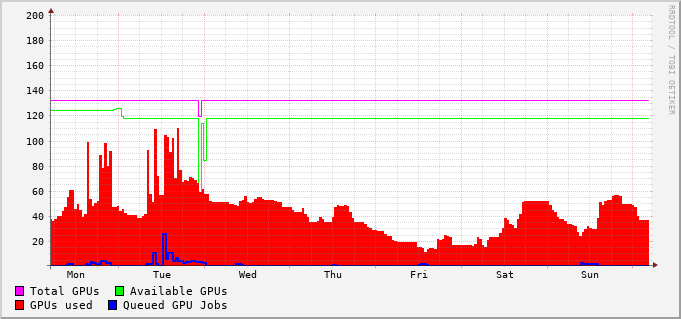 200
180
160
140
120
100
80
60
40
20
Mon Tue Wed Thu Fri Sat Sun
Total GPUs Available GPUs
GPUs used Queued GPU Jobs
RRDTOOL / TOBI OETIKER